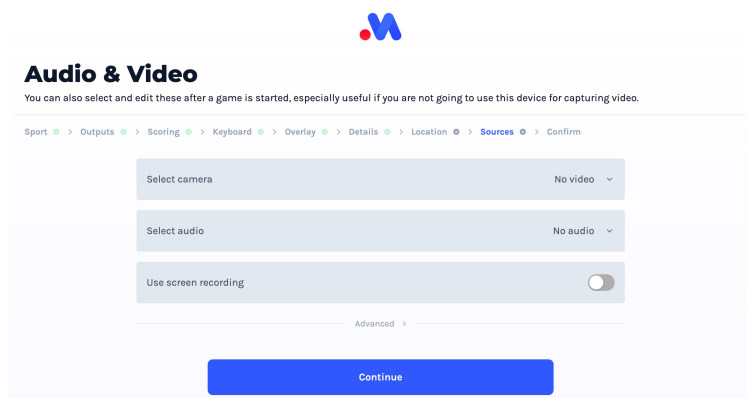 Audio & Video
You can also select and edit these after a game is started, especially useful if you are not going to use this device for capturing video.
Sport > Outputs > Scoring > Keyboard > Overlay > Details > Location > Sources > Confirm
Select camera No video
Select audio No audio
Use screen recording
Advanced >
Continue